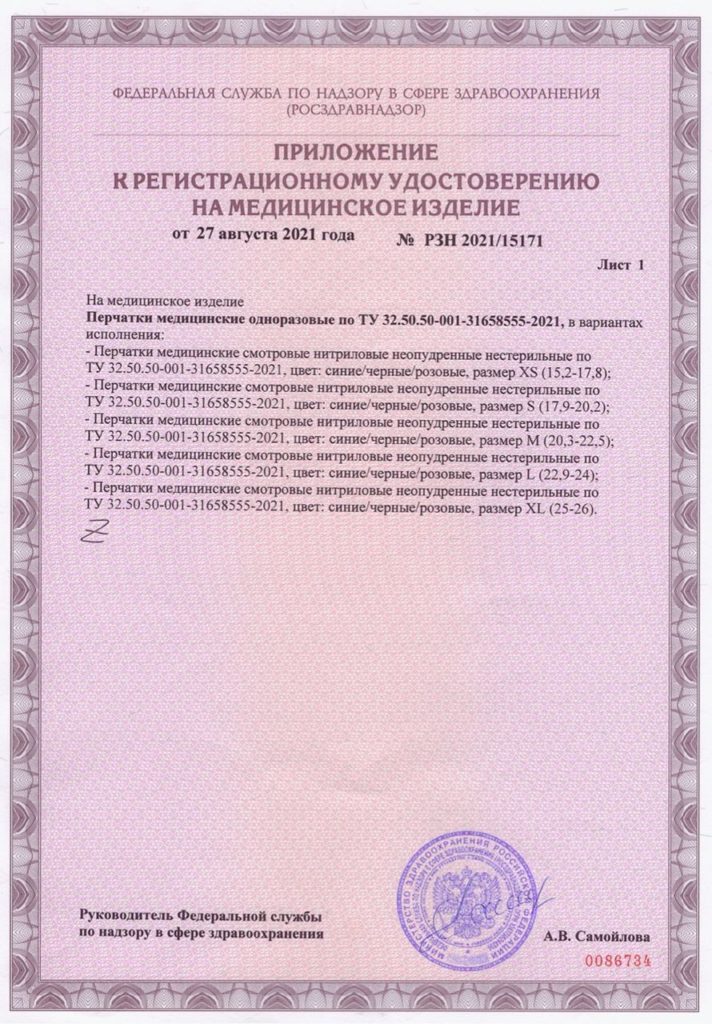 ФЕДЕРАЛЬНАЯ СЛУЖБА ПО НАДЗОРУ В СФЕРЕ ЗДРАВООХРАНЕНИЯ
(РОСЗДРАВНАДЗОР)
ПРИЛОЖЕНИЕ
К РЕГИСТРАЦИОННОМУ УДОСТОВЕРЕНИЮ
НА МЕДИЦИНСКОЕ ИЗДЕЛИЕ
от 27 августа 2021 года № РЗН 2021/15171
Лист 1
На медицинское изделие
Перчатки медицинские одноразовые по ТУ 32.50.50-001-31658555-2021, в вариантах
исполнения:
- Перчатки медицинские смотровые нитриловые неопудренные нестерильные по
ТУ 32.50.50-001-31658555-2021, цвет: синие/черные/розовые, размер XS (15,2-17,8);
- Перчатки медицинские смотровые нитриловые неопудренные нестерильные по
ТУ 32.50.50-001-31658555-2021, цвет: синие/черные/розовые, размер S (17,9-20,2);
- Перчатки медицинские смотровые нитриловые неопудренные нестерильные по
ТУ 32.50.50-001-31658555-2021, цвет: синие/черные/розовые, размер M (20,3-22,5);
- Перчатки медицинские смотровые нитриловые неопудренные нестерильные по
ТУ 32.50.50-001-31658555-2021, цвет: синие/черные/розовые, размер L (22,9-24);
- Перчатки медицинские смотровые нитриловые неопудренные нестерильные по
ТУ 32.50.50-001-31658555-2021, цвет: синие/черные/розовые, размер XL (25-26).
МИНИСТЕРСТВО ЗДРАВООХРАНЕНИЯ РОССИЙСКОЙ ФЕДЕРАЦИИ
Руководитель Федеральной службы
по надзору в сфере здравоохранения
А.В. Самойлова
0086734